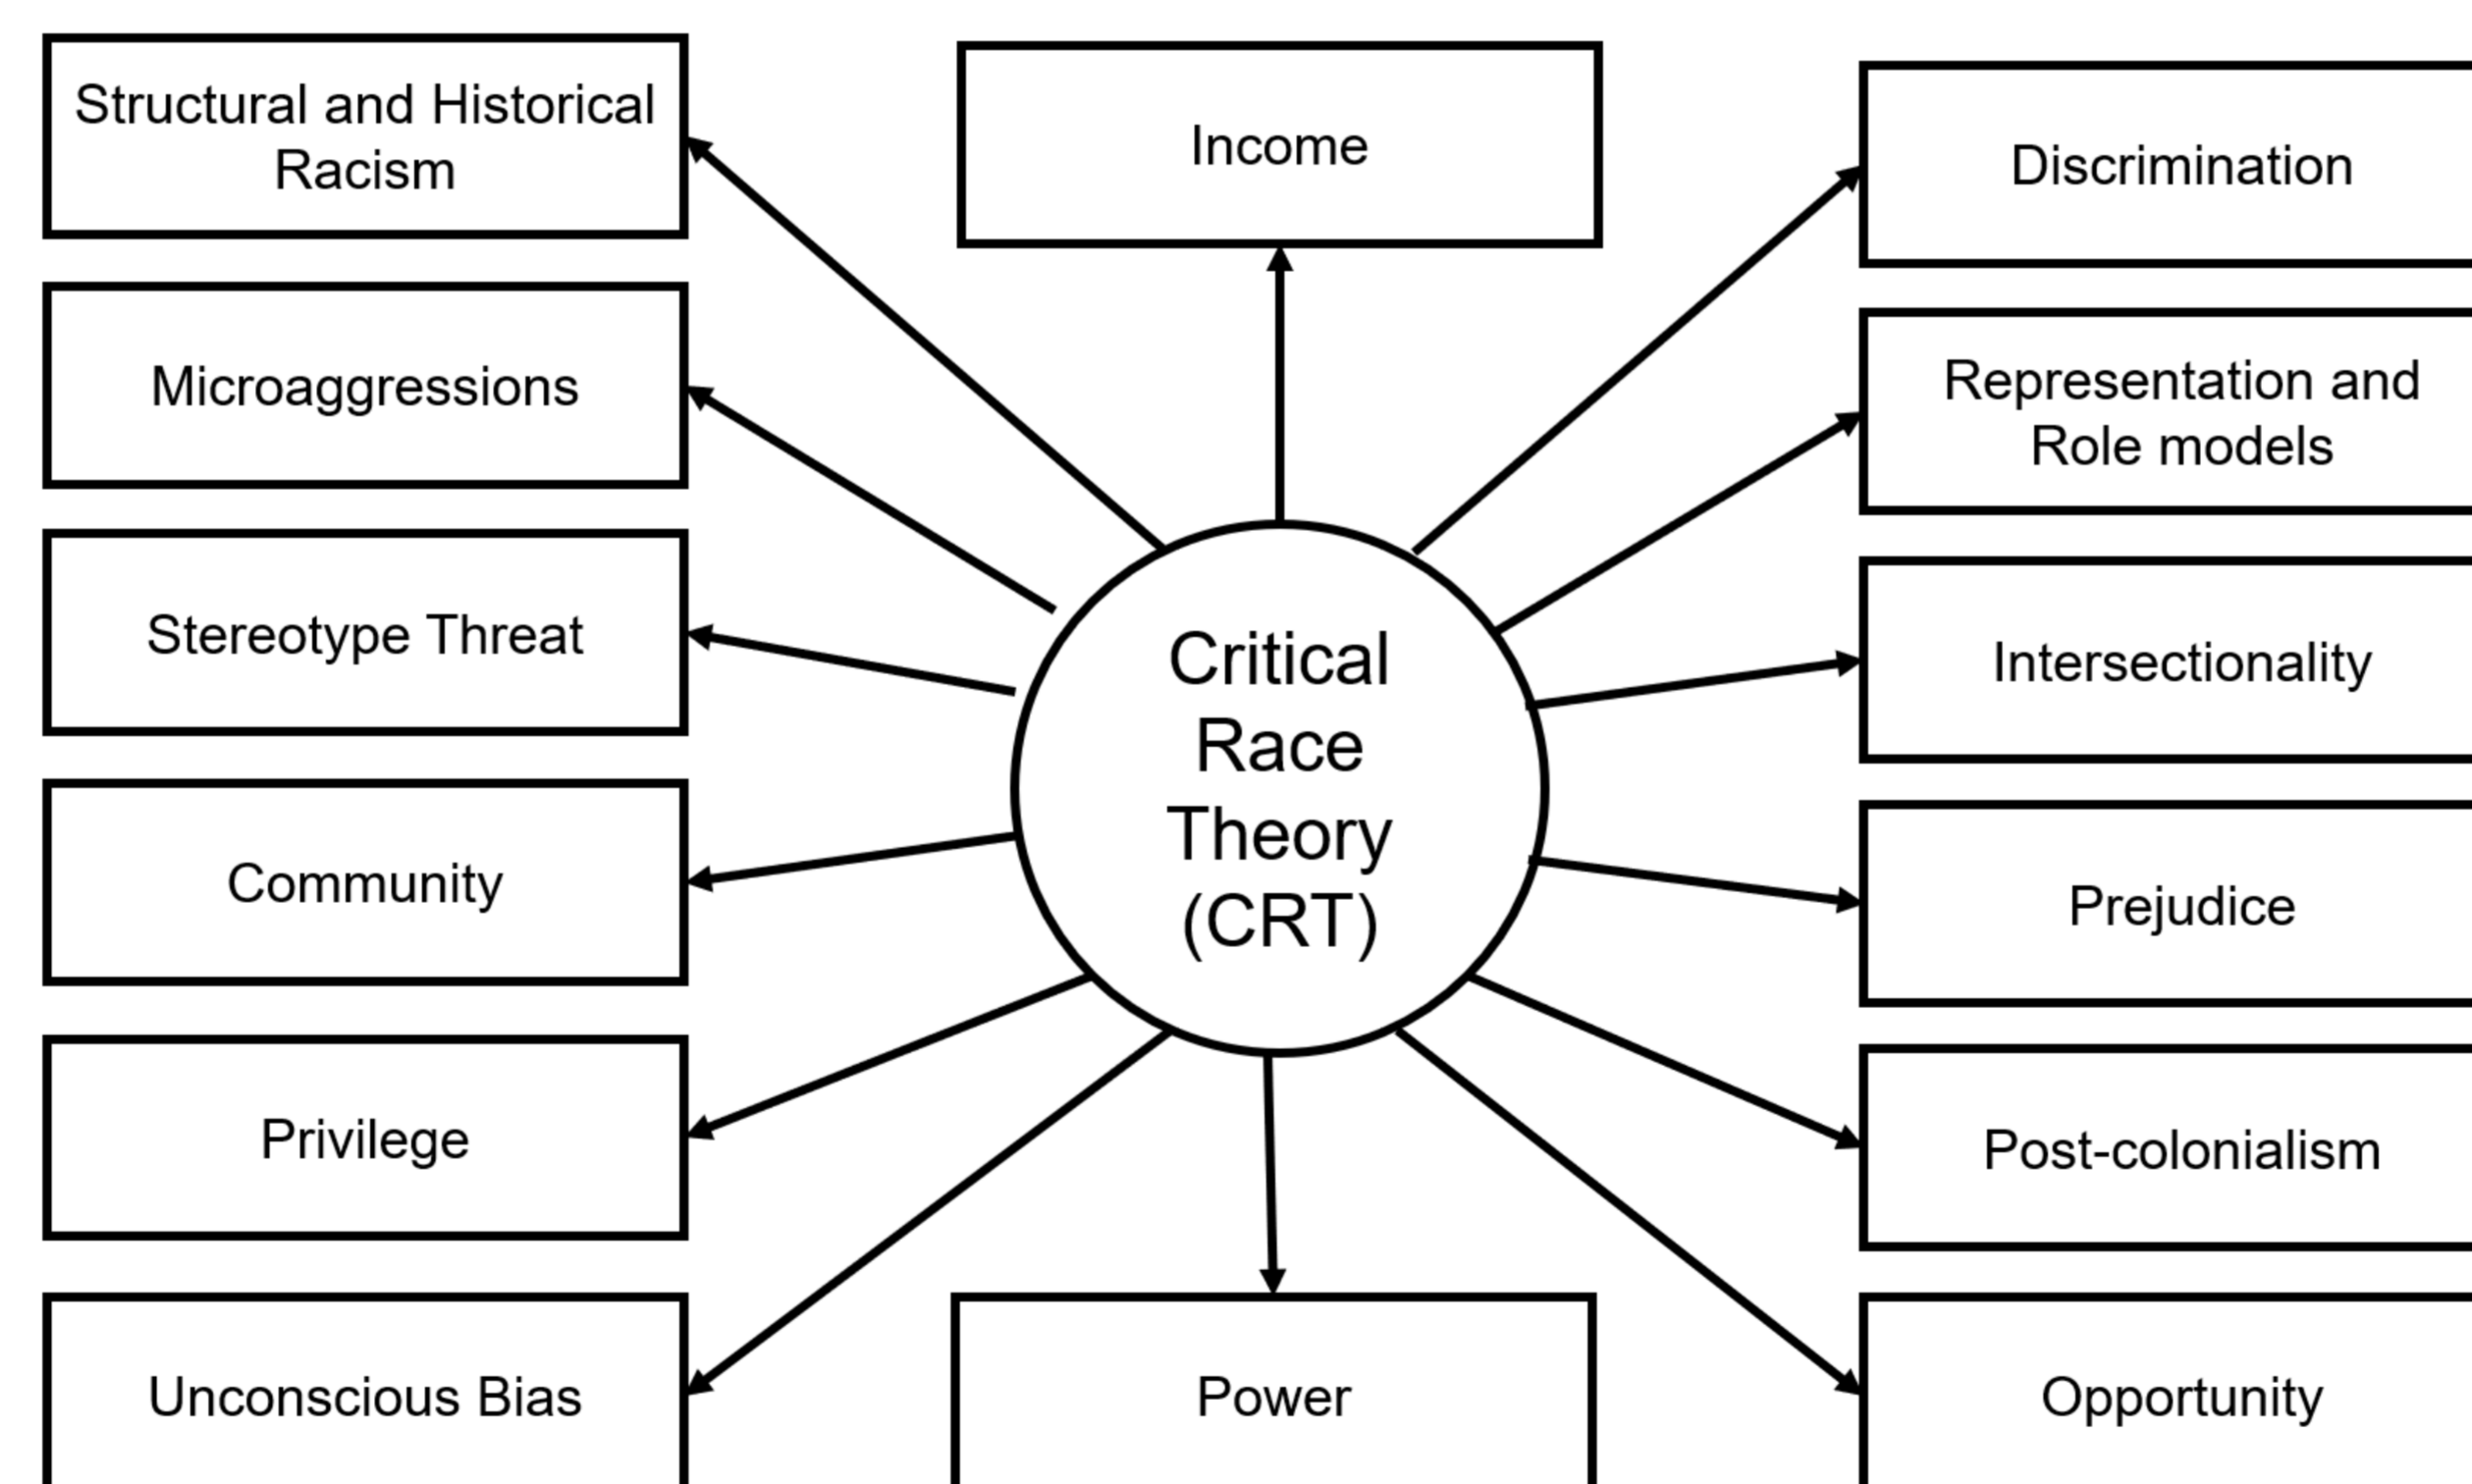 Structural and Historical
Racism
Income
Discrimination
Microaggressions
Representation and
Role models
Stereotype Threat
Intersectionality
Critical
Race
Theory
(CRT)
Community
Prejudice
Privilege
Post-colonialism
Unconscious Bias
Power
Opportunity